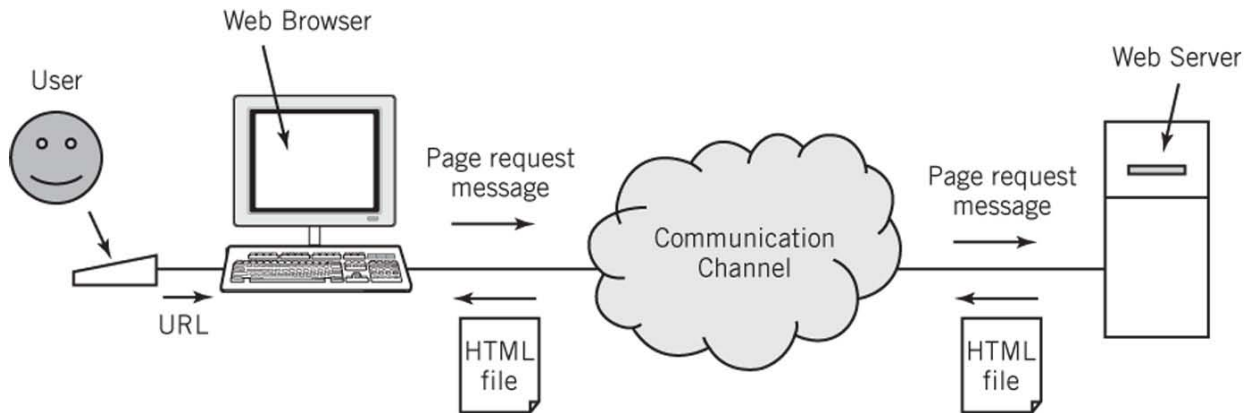 Web Browser
User
Web Server
Page request
message
Page request
message
Communication
Channel
URL
HTML
file
HTML
file